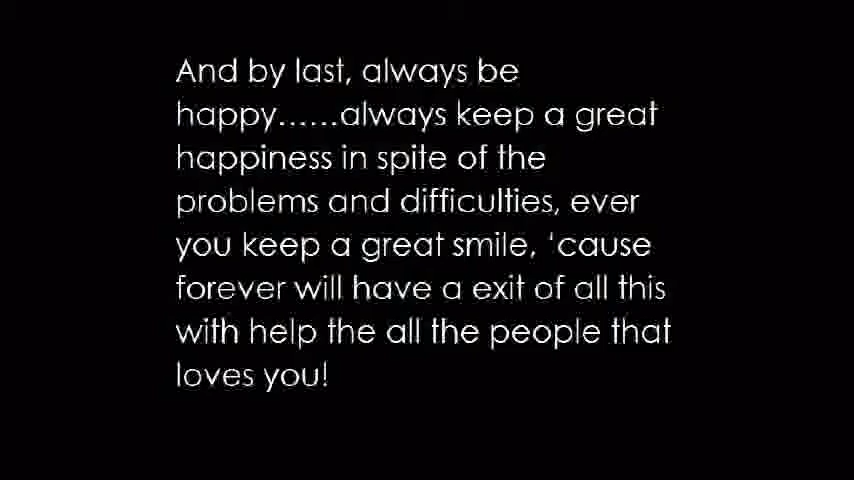 And by last, always be
happy……always keep a great
happiness in spite of the
problems and difficulties, ever
you keep a great smile, ‘cause
forever will have a exit of all this
with help the all the people that
loves you!